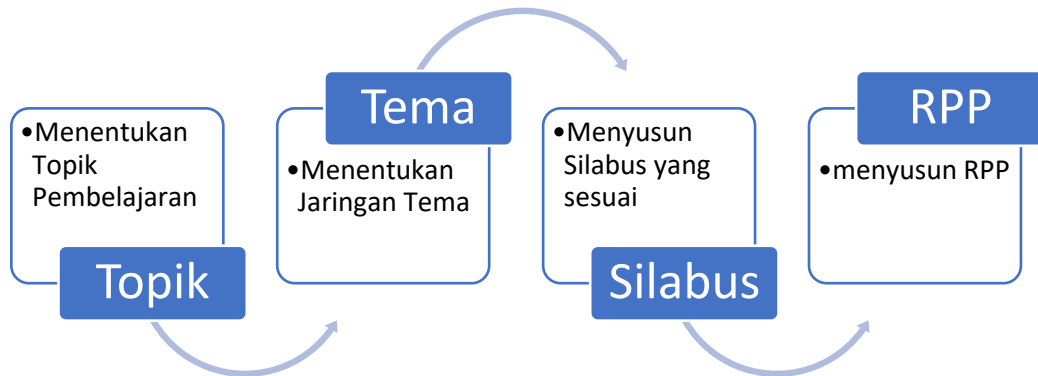 •Menentukan
Topik
Pembelajaran
Topik
Tema
•Menentukan
Jaringan Tema
•Menyusun
Silabus yang
sesuai
Silabus
RPP
•menyusun RPP